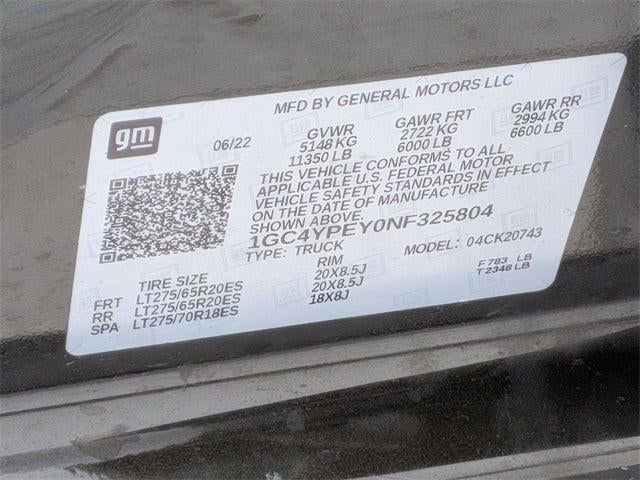 MFD BY GENERAL MOTORS LLC
gm
06/22
GVWR GAWR FRT GAWR RR
5148 KG 2722 KG 2994 KG
11350 LB 6000 LB 6600 LB
THIS VEHICLE CONFORMS TO ALL
APPLICABLE U.S. FEDERAL MOTOR
VEHICLE SAFETY STANDARDS IN EFFECT
ON THE DATE OF MANUFACTURE
SHOWN ABOVE.
1GC4YPEY0NF325804
TYPE: TRUCK MODEL: 04CK20743
TIRE SIZE RIM
FRT LT275/65R20ES 20X8.5J F 783 LB
RR LT275/65R20ES 20X8.5J T 2348 LB
SPA LT275/70R18ES 18X8J